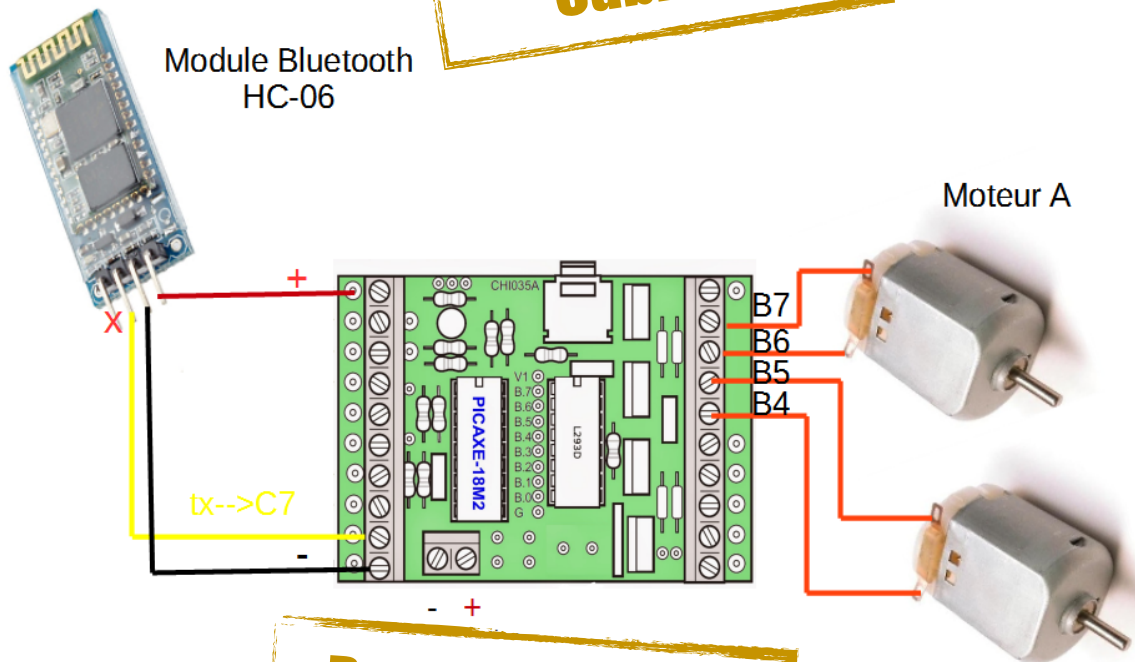 Module Bluetooth
HC-06
Moteur A
+
CHI035A
X
B7
B6
B5
B4
V1
B.7
B.6
B.5
B.4
B.3
B.2
B.1
B.0
G
PICAXE-18M2
L293D
tx-->C7
-
- +